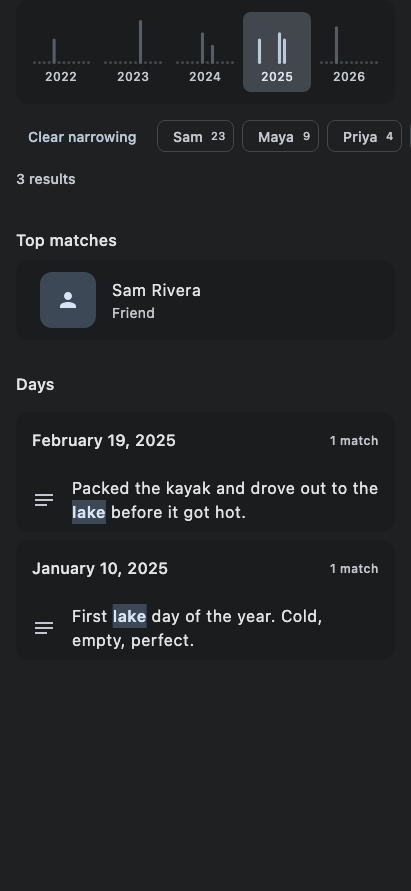 2022 2023 2024 2025 2026
Clear narrowing Sam 23 Maya 9 Priya 4
3 results
Top matches
Sam Rivera
Friend
Days
February 19, 2025 1 match
Packed the kayak and drove out to the
lake before it got hot.
January 10, 2025 1 match
First lake day of the year. Cold,
empty, perfect.